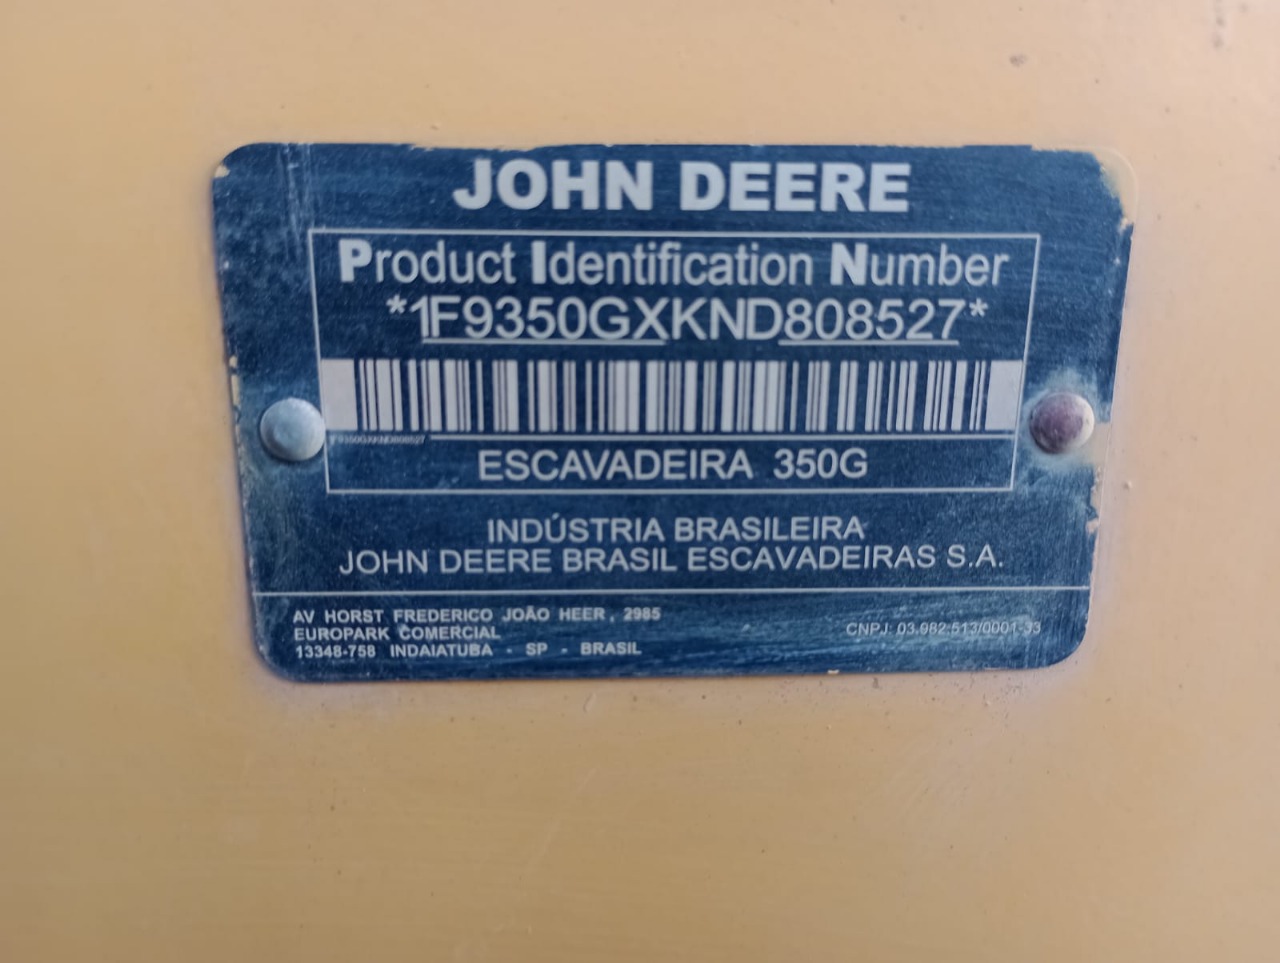 JOHN DEERE
Product Identification Number
*1F9350GXKND808527*
1F9350GXKND808527
ESCAVADEIRA 350G
INDÚSTRIA BRASILEIRA
JOHN DEERE BRASIL ESCAVADEIRAS S.A.
AV HORST FREDERICO JOÃO HEER, 2985
EUROPARK COMERCIAL
13348-758 INDAIATUBA - SP - BRASIL
CNPJ: 03.982.513/0001-33